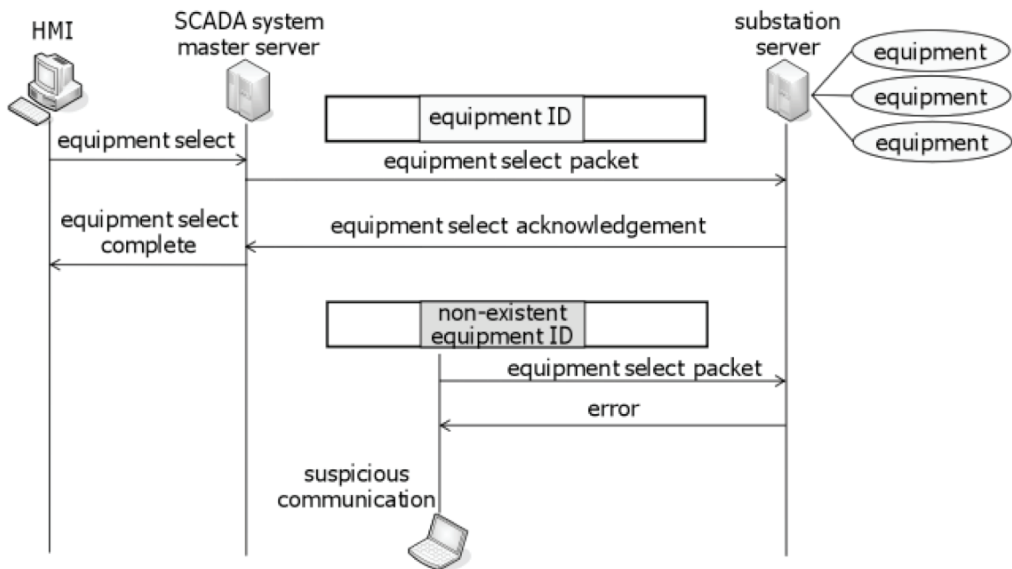 HMI
SCADA system
master server
substation
server
equipment
equipment
equipment
equipment ID
equipment select
equipment select packet
equipment select
complete
equipment select acknowledgement
non-existent
equipment ID
equipment select packet
error
suspicious
communication